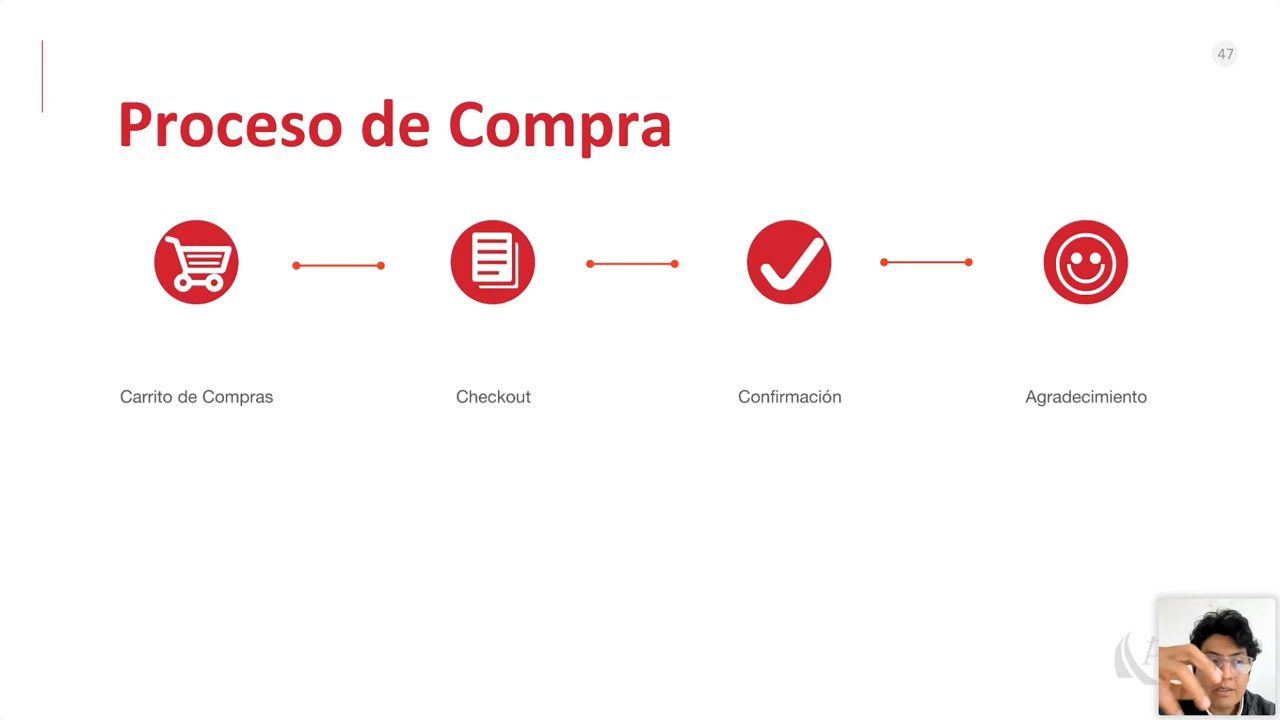 47
Proceso de Compra
Carrito de Compras
Checkout
Confirmación
Agradecimiento